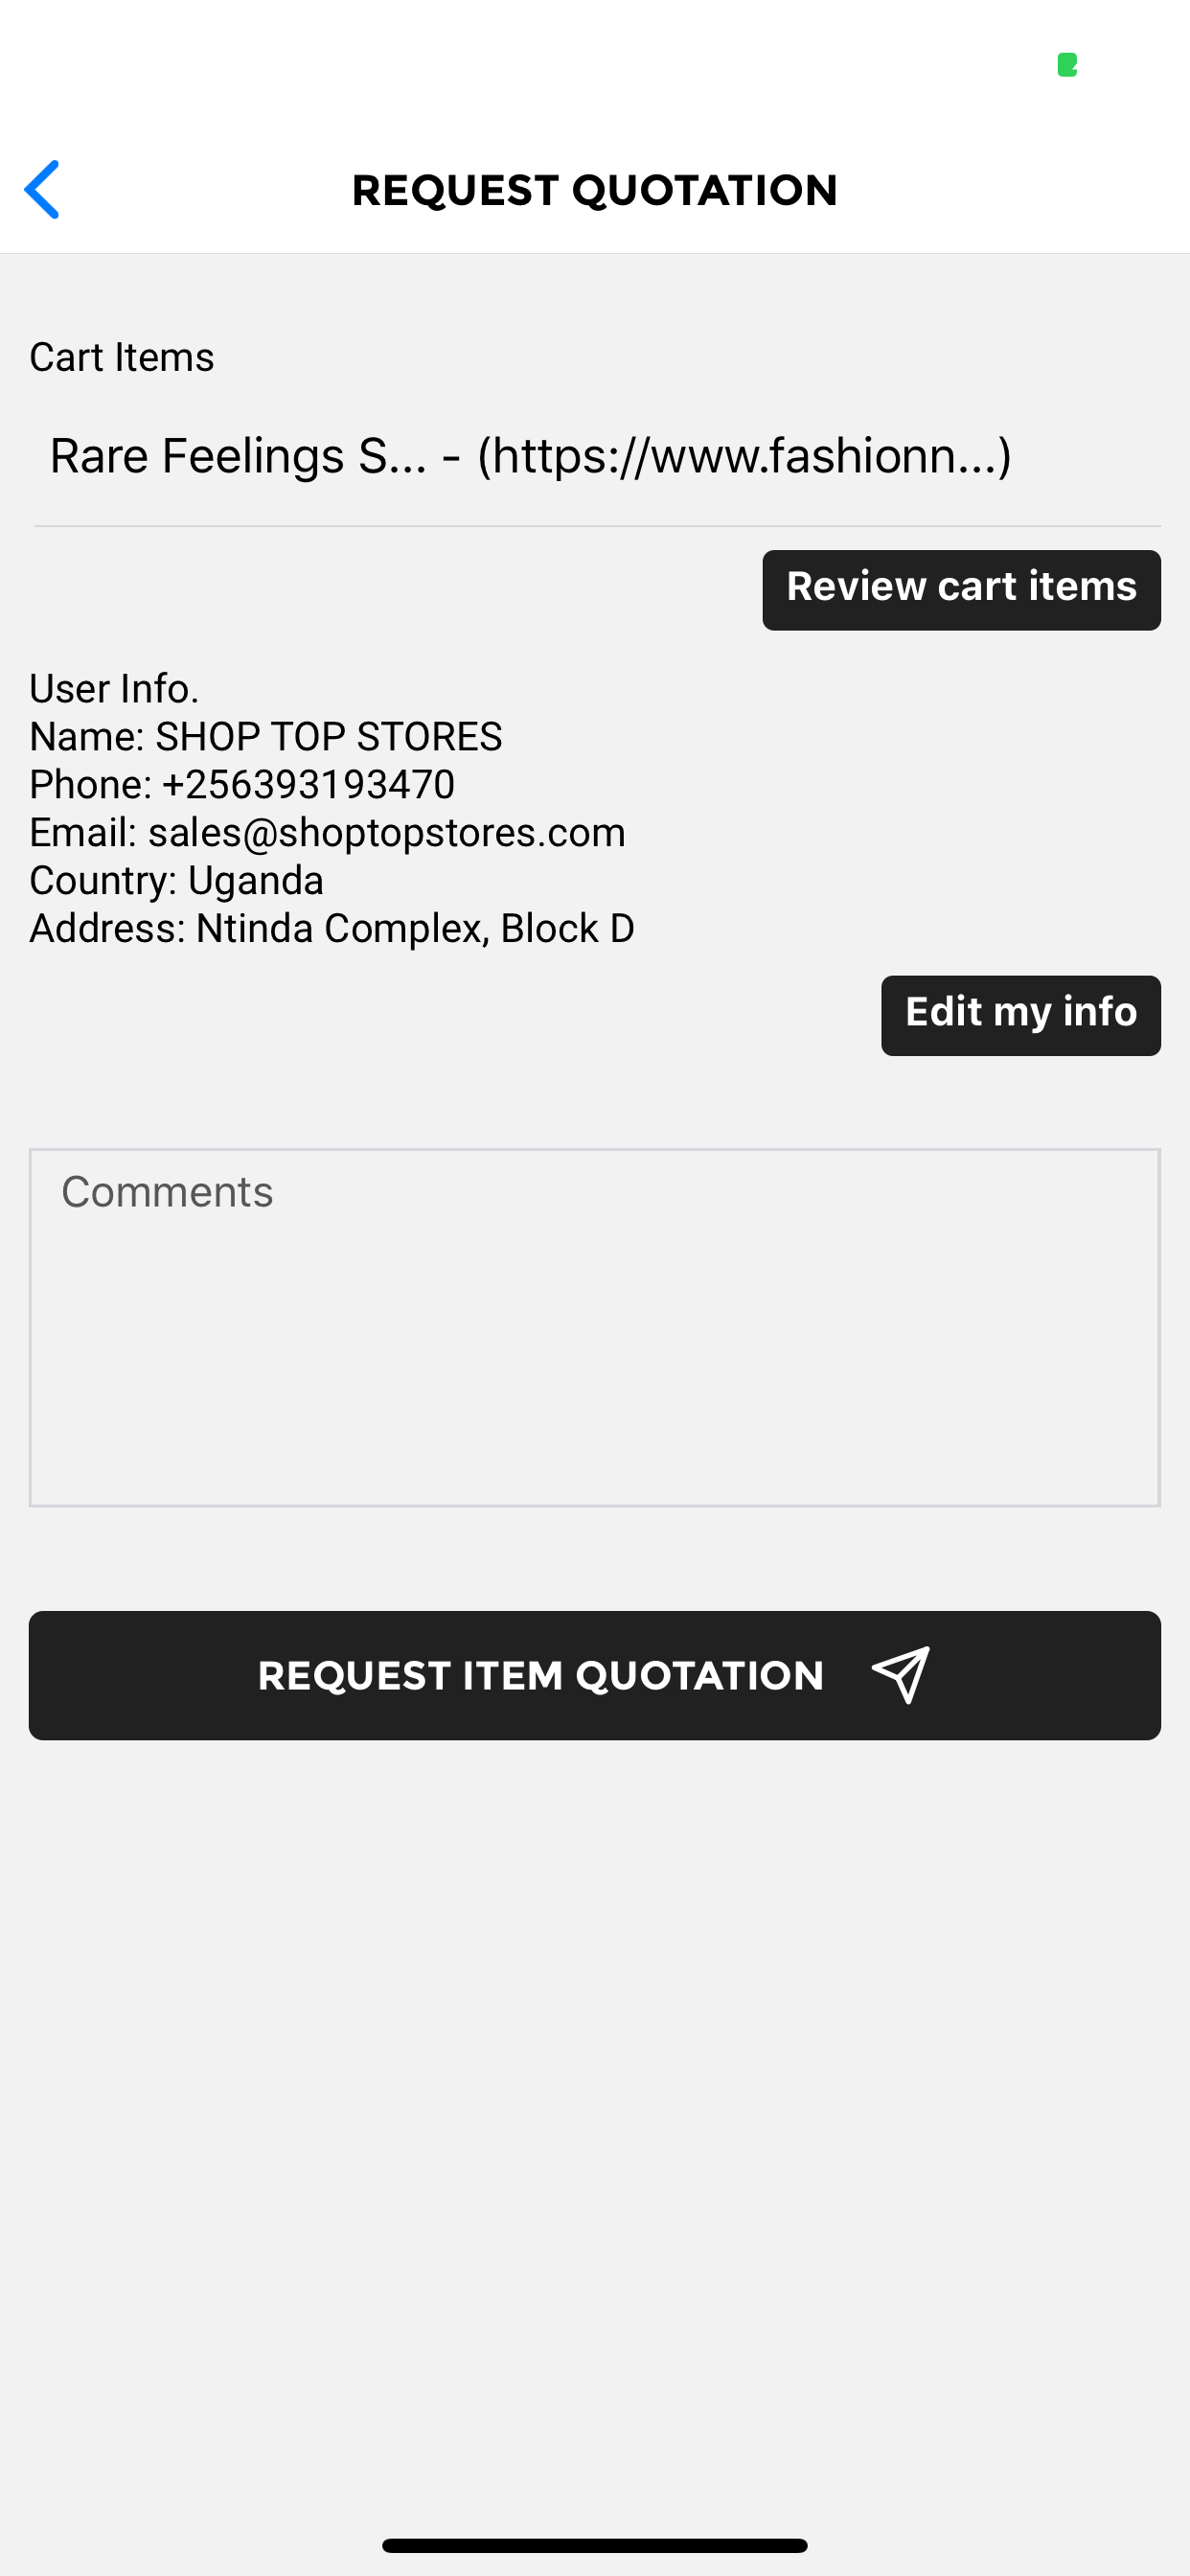 REQUEST QUOTATION
Cart Items
Rare Feelings S... - (https://www.fashionn...)
Review cart items
User Info.
Name: SHOP TOP STORES
Phone: +256393193470
Email: sales@shoptopstores.com
Country: Uganda
Address: Ntinda Complex, Block D
Edit my info
Comments
REQUEST ITEM QUOTATION